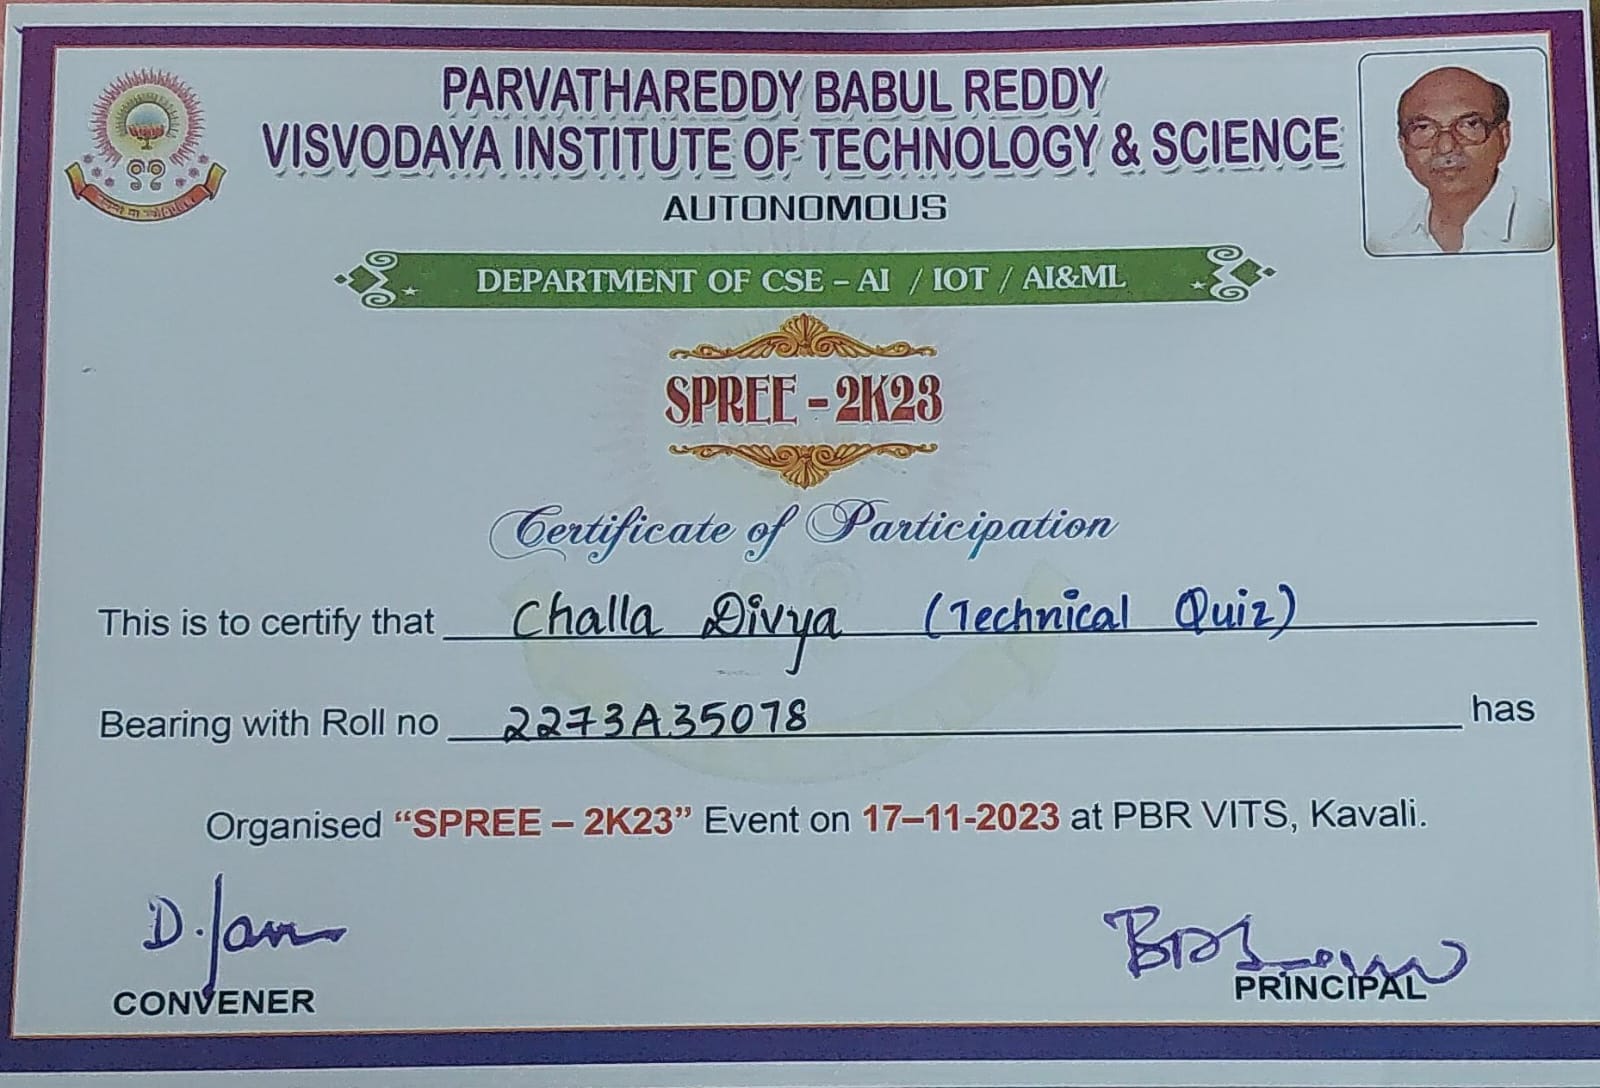 PARVATHAREDDY BABUL REDDY
VISVODAYA INSTITUTE OF TECHNOLOGY & SCIENCE
AUTONOMOUS
DEPARTMENT OF CSE – AI / IOT / AI&ML
SPREE - 2K23
Certificate of Participation
This is to certify that Challa Divya (Technical Quiz)
Bearing with Roll no 2273A35078 has
Organised “SPREE – 2K23” Event on 17–11-2023 at PBR VITS, Kavali.
CONVENER
PRINCIPAL